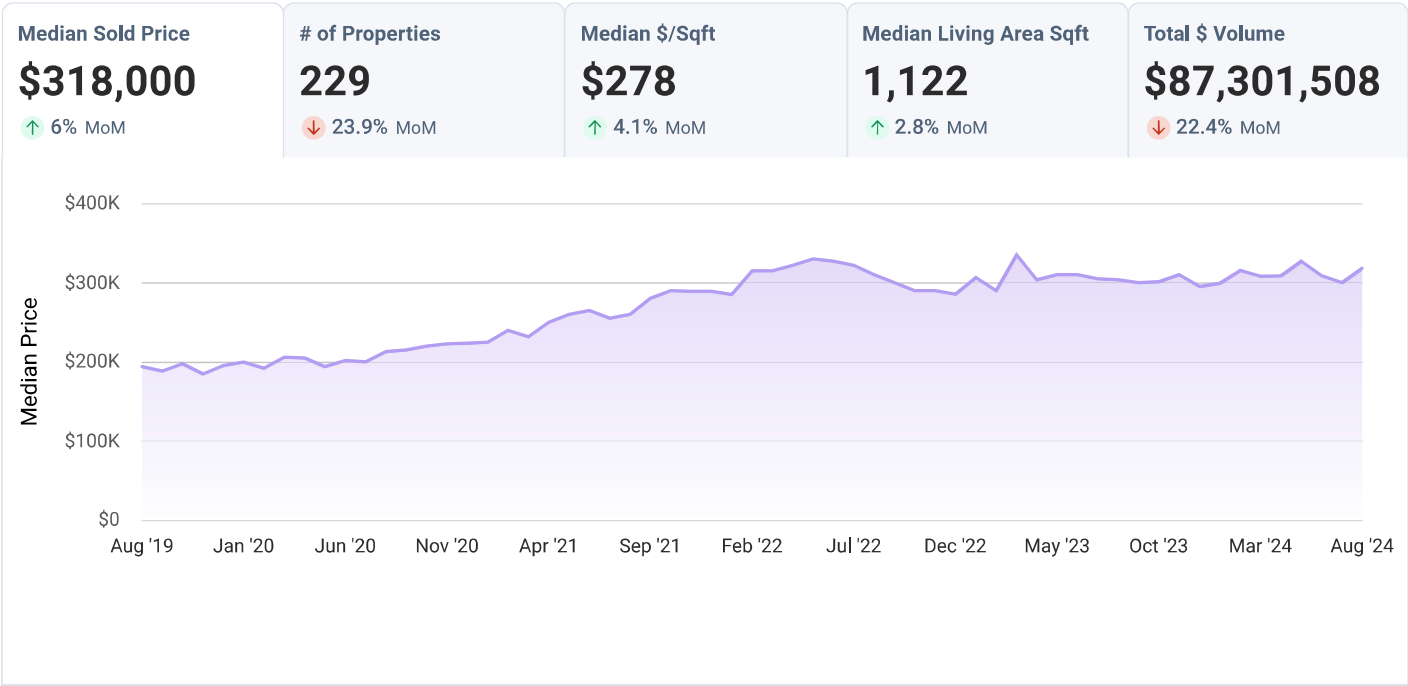 Median Sold Price
$318,000
6% MoM
# of Properties
229
23.9% MoM
Median $/Sqft
$278
4.1% MoM
Median Living Area Sqft
1,122
2.8% MoM
Total $ Volume
$87,301,508
22.4% MoM
Median Price
$400K
$300K
$200K
$100K
$0
Aug '19 Jan '20 Jun '20 Nov '20 Apr '21 Sep '21 Feb '22 Jul '22 Dec '22 May '23 Oct '23 Mar '24 Aug '24